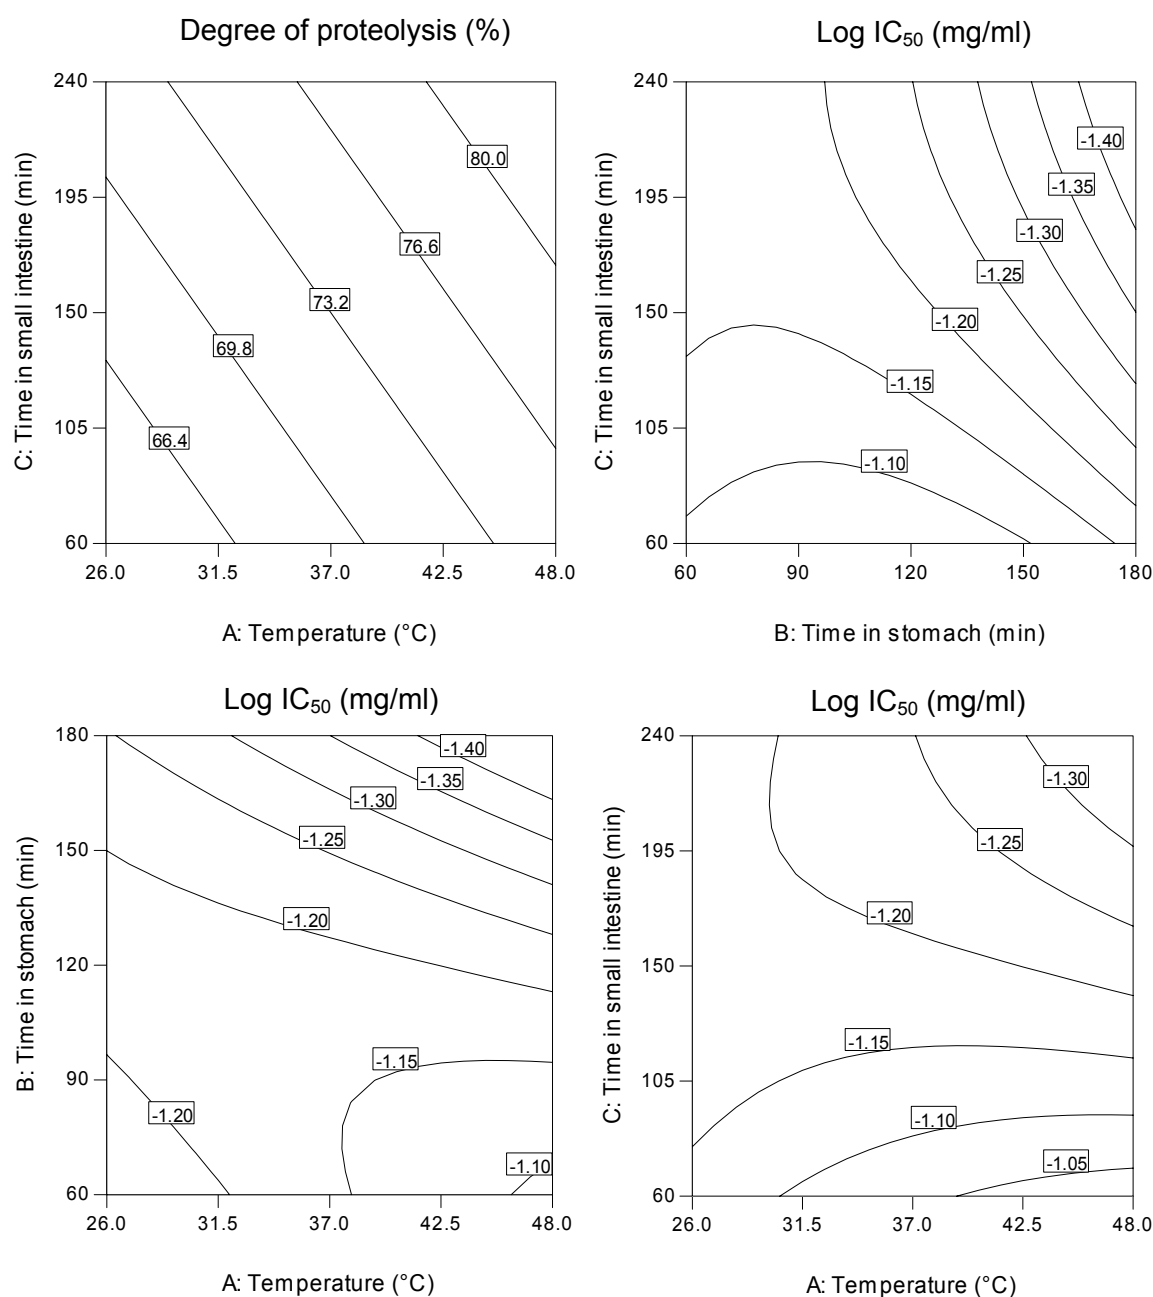 Degree of proteolysis (%)
Log IC50 (mg/ml)
C: Time in small intestine (min)
240
195
150
105
60
80.0
76.6
73.2
69.8
66.4
26.0 31.5 37.0 42.5 48.0
A: Temperature (°C)
C: Time in small intestine (min)
240
195
150
105
60
-1.40
-1.35
-1.30
-1.25
-1.20
-1.15
-1.10
60 90 120 150 180
B: Time in stomach (min)
Log IC50 (mg/ml)
Log IC50 (mg/ml)
B: Time in stomach (min)
180
150
120
90
60
-1.40
-1.35
-1.30
-1.25
-1.20
-1.15
-1.20
-1.10
26.0 31.5 37.0 42.5 48.0
A: Temperature (°C)
C: Time in small intestine (min)
240
195
150
105
60
-1.30
-1.25
-1.20
-1.15
-1.10
-1.05
26.0 31.5 37.0 42.5 48.0
A: Temperature (°C)